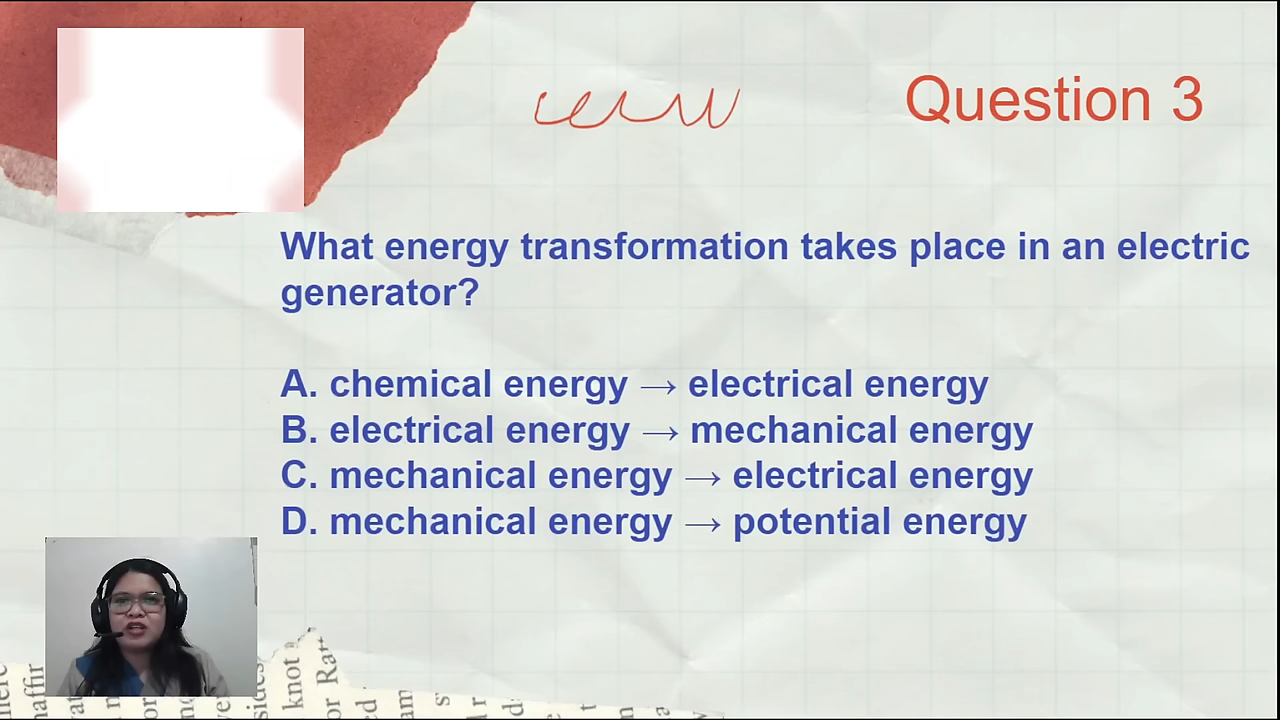 Question 3
What energy transformation takes place in an electric
generator?
A. chemical energy → electrical energy
B. electrical energy → mechanical energy
C. mechanical energy → electrical energy
D. mechanical energy → potential energy
knot